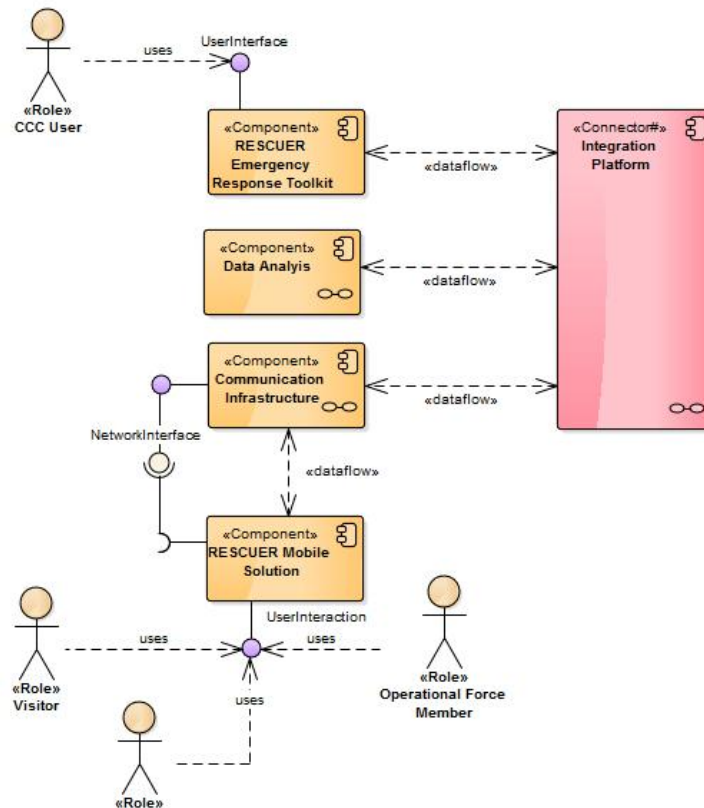 UserInterface
uses
«Role»
CCC User
«Component»
RESCUER
Emergency
Response Toolkit
«dataflow»
«Connector#»
Integration
Platform
«Component»
Data Analyis
«dataflow»
«Component»
Communication
Infrastructure
«dataflow»
NetworkInterface
«dataflow»
«Component»
RESCUER Mobile
Solution
UserInteraction
uses
uses
«Role»
Visitor
uses
«Role»
Operational Force
Member
«Role»